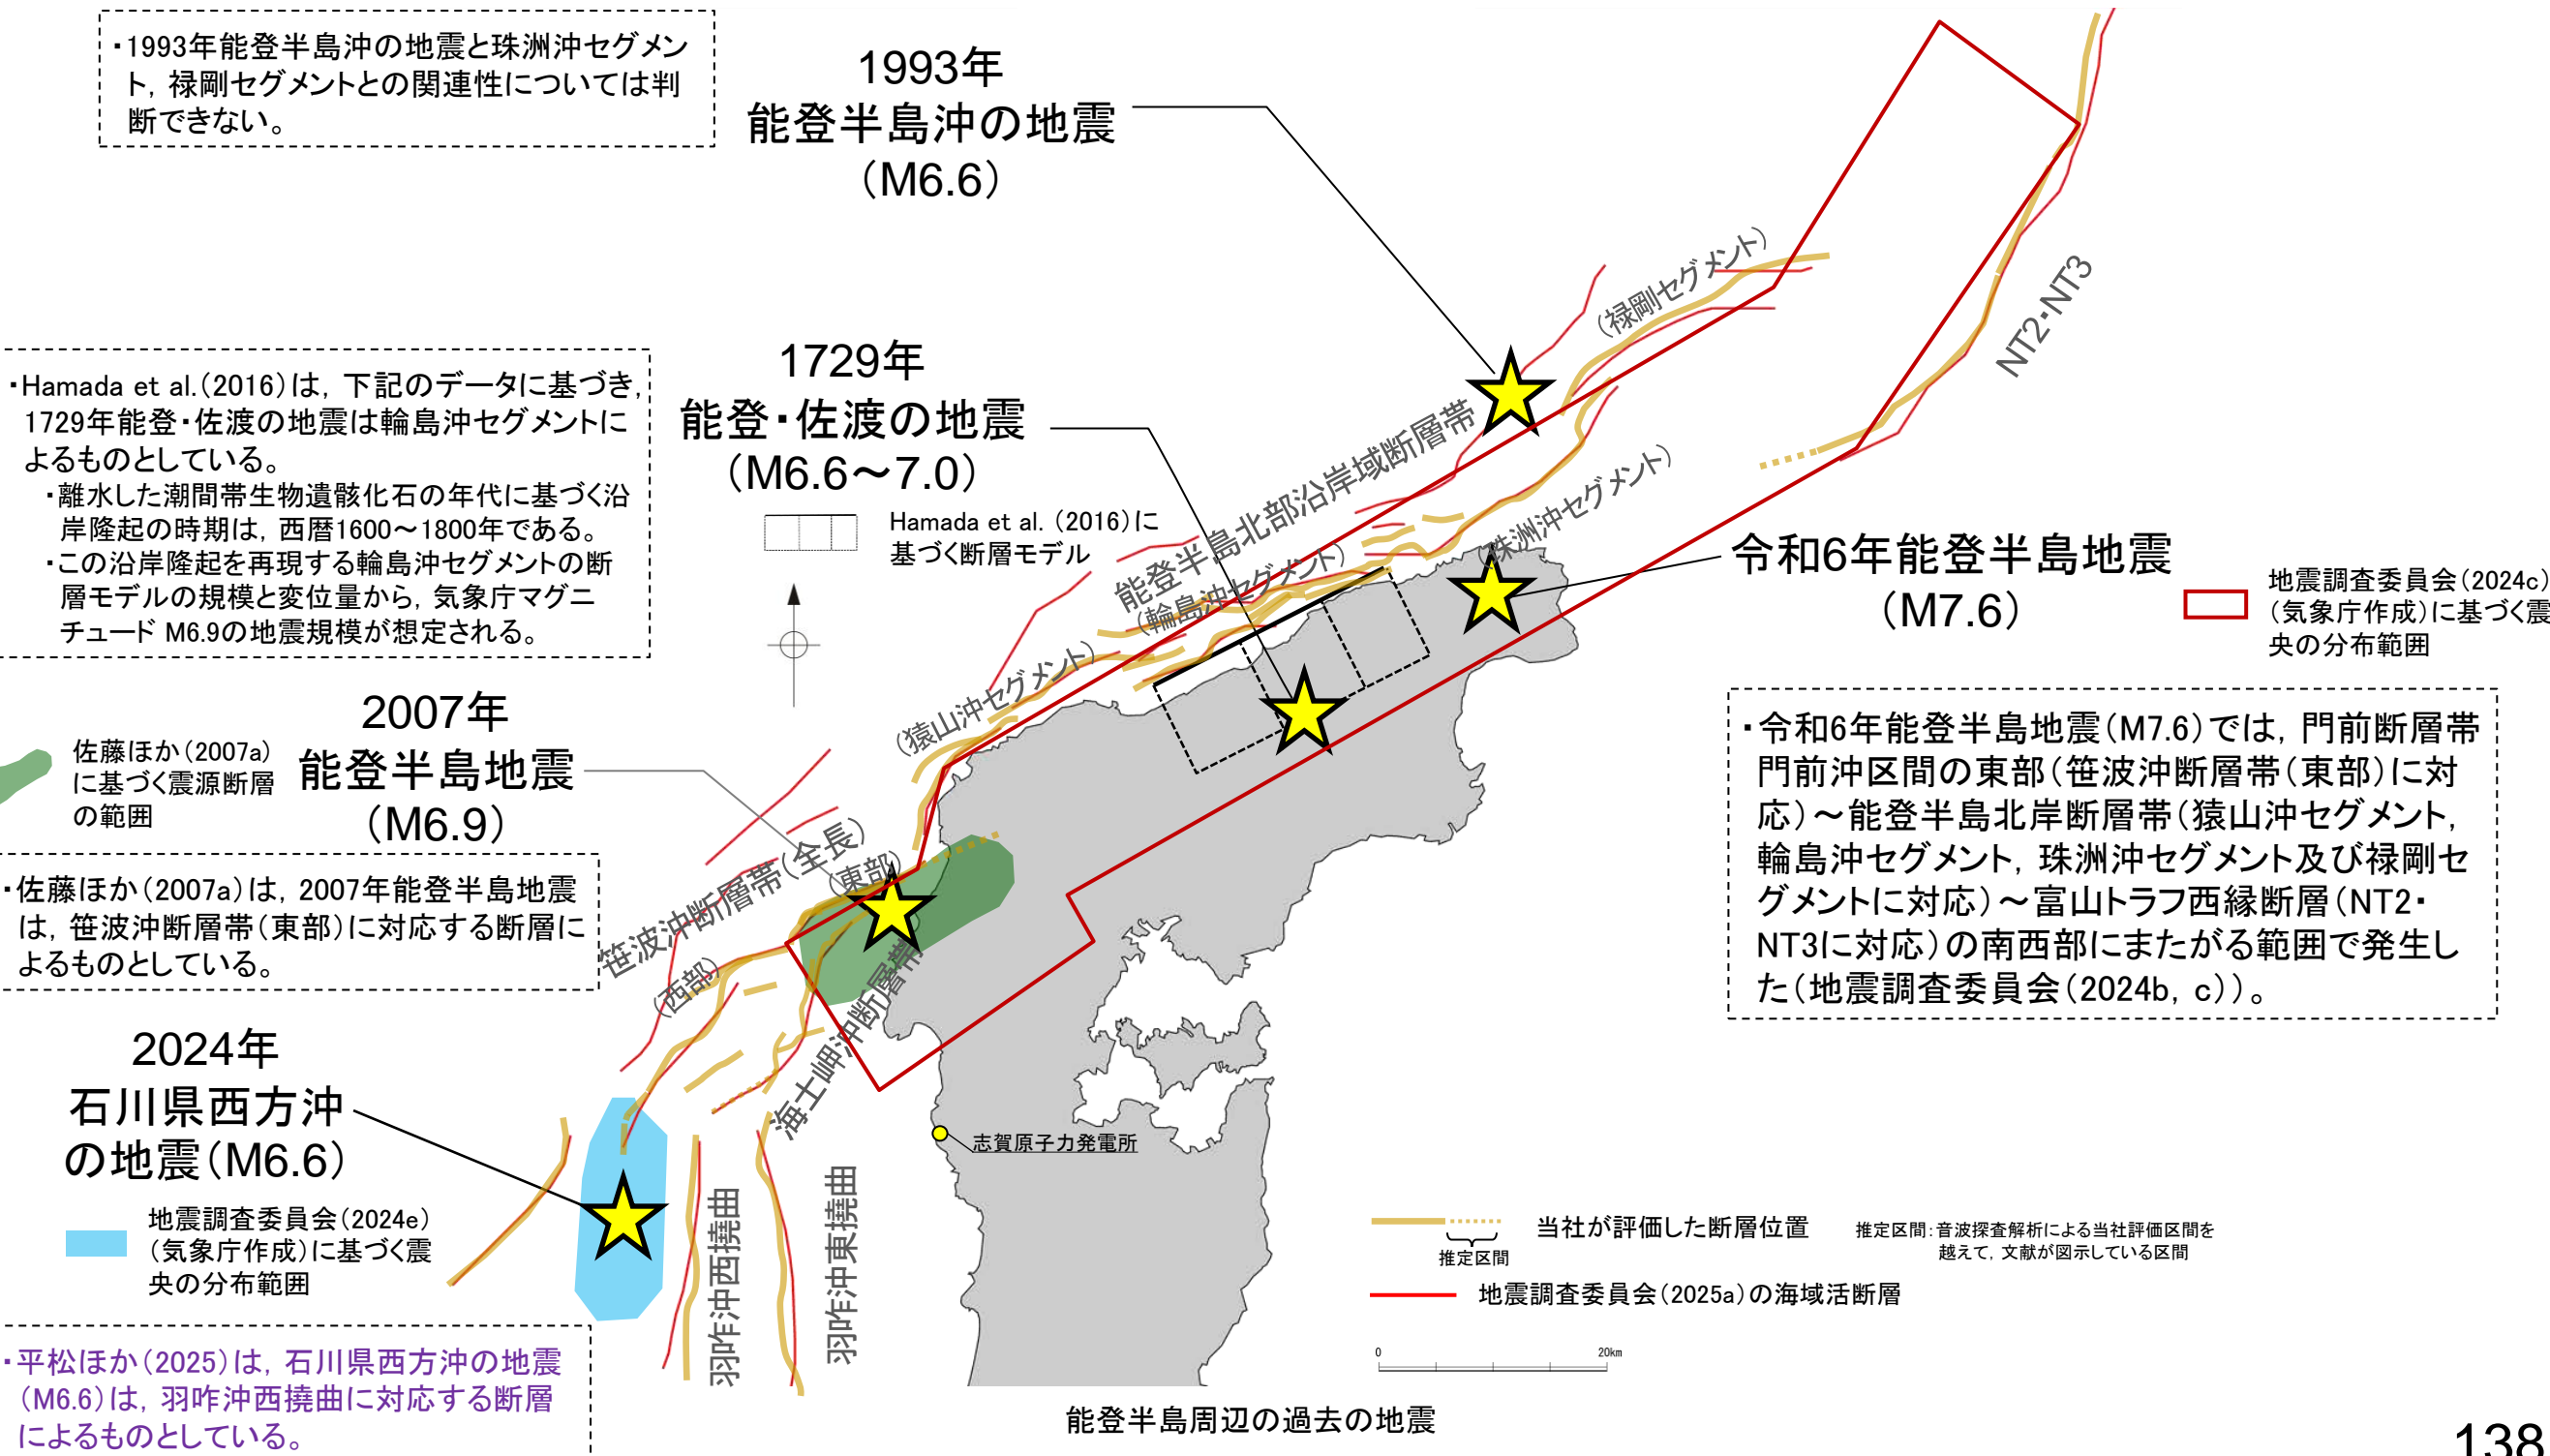 ・1993年能登半島沖の地震と珠洲沖セグメン
ト，禄剛セグメントとの関連性については判
断できない。
1993年
能登半島沖の地震
（M6.6）
・Hamada et al.（2016）は，下記のデータに基づき，
1729年能登・佐渡の地震は輪島沖セグメントに
よるものとしている。
・離水した潮間帯生物遺骸化石の年代に基づく沿
岸隆起の時期は，西暦1600～1800年である。
・この沿岸隆起を再現する輪島沖セグメントの断
層モデルの規模と変位量から，気象庁マグニ
チュード M6.9の地震規模が想定される。
1729年
能登・佐渡の地震
（M6.6～7.0）
Hamada et al.（2016）に
基づく断層モデル
（禄剛セグメント）
NT2・NT3
能登半島北部沿岸域断層帯
（珠洲沖セグメント）
（輪島沖セグメント）
（猿山沖セグメント）
令和6年能登半島地震
（M7.6）
地震調査委員会（2024c）
（気象庁作成）に基づく震
央の分布範囲
・令和6年能登半島地震（M7.6）では，門前断層帯
門前沖区間の東部（笹波沖断層帯（東部）に対
応）～能登半島北岸断層帯（猿山沖セグメント，
輪島沖セグメント，珠洲沖セグメント及び禄剛セ
グメントに対応）～富山トラフ西縁断層（NT2・
NT3に対応）の南西部にまたがる範囲で発生し
た（地震調査委員会（2024b，c））。
佐藤ほか（2007a）
に基づく震源断層
の範囲
2007年
能登半島地震
（M6.9）
・佐藤ほか（2007a）は，2007年能登半島地震
は，笹波沖断層帯（東部）に対応する断層に
よるものとしている。
笹波沖断層帯（全長）
（東部）
（西部）
海士岬沖断層帯
2024年
石川県西方沖
の地震（M6.6）
地震調査委員会（2024e）
（気象庁作成）に基づく震
央の分布範囲
・平松ほか（2025）は，石川県西方沖の地震
（M6.6）は，羽咋沖西撓曲に対応する断層
によるものとしている。
羽咋沖西撓曲
羽咋沖東撓曲
志賀原子力発電所
当社が評価した断層位置
推定区間
推定区間：音波探査解析による当社評価区間を
越えて，文献が図示している区間
地震調査委員会（2025a）の海域活断層
0 20km
能登半島周辺の過去の地震
138